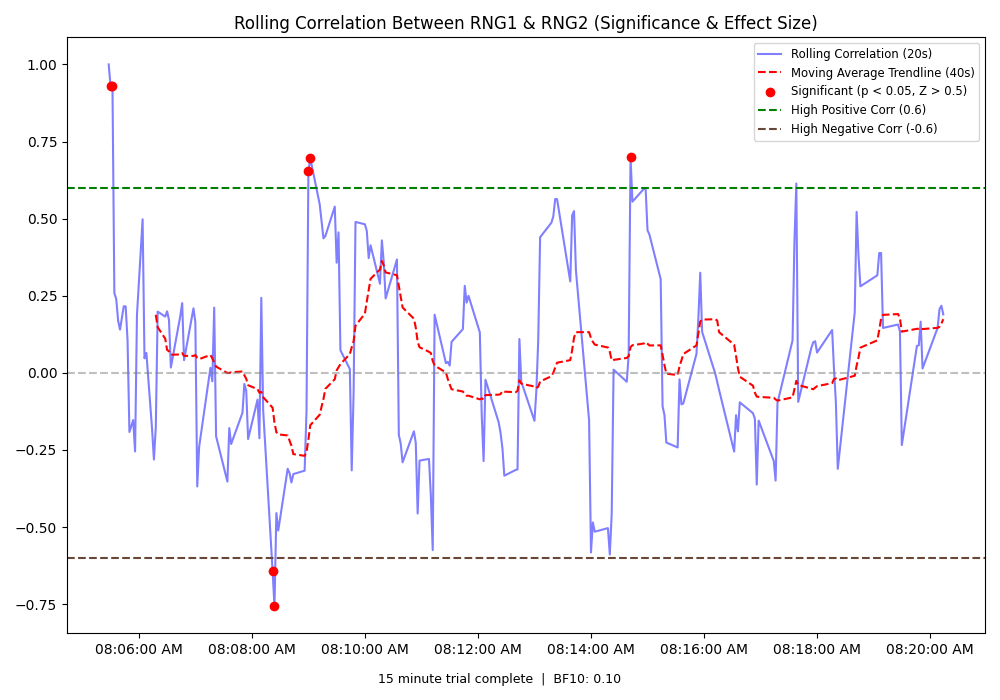 Rolling Correlation Between RNG1 & RNG2 (Significance & Effect Size)
Rolling Correlation (20s)
Moving Average Trendline (40s)
Significant (p < 0.05, Z > 0.5)
High Positive Corr (0.6)
High Negative Corr (-0.6)
1.00
0.75
0.50
0.25
0.00
−0.25
−0.50
−0.75
08:06:00 AM 08:08:00 AM 08:10:00 AM 08:12:00 AM 08:14:00 AM 08:16:00 AM 08:18:00 AM 08:20:00 AM
15 minute trial complete | BF10: 0.10